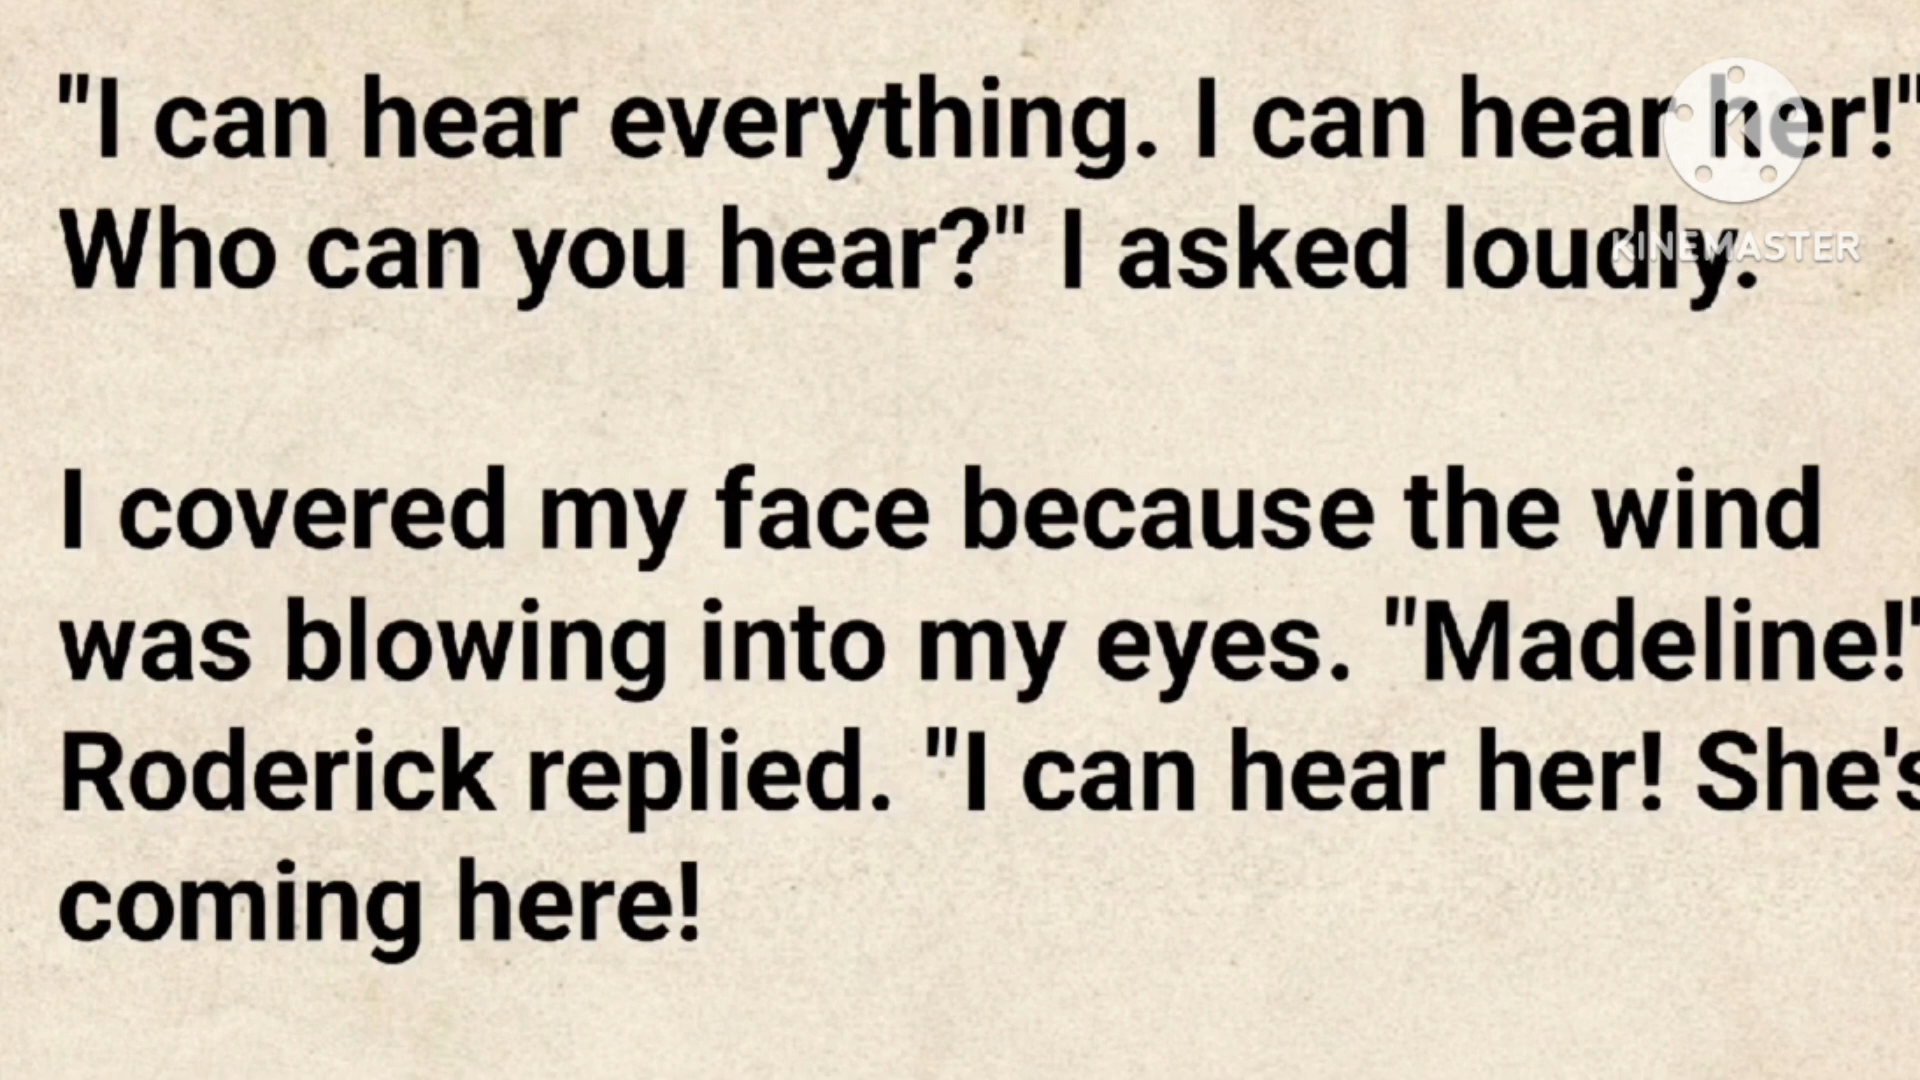 "I can hear everything. I can hear her!"
Who can you hear?" I asked loudly.
KINEMASTER
I covered my face because the wind
was blowing into my eyes. "Madeline!"
Roderick replied. "I can hear her! She's
coming here!